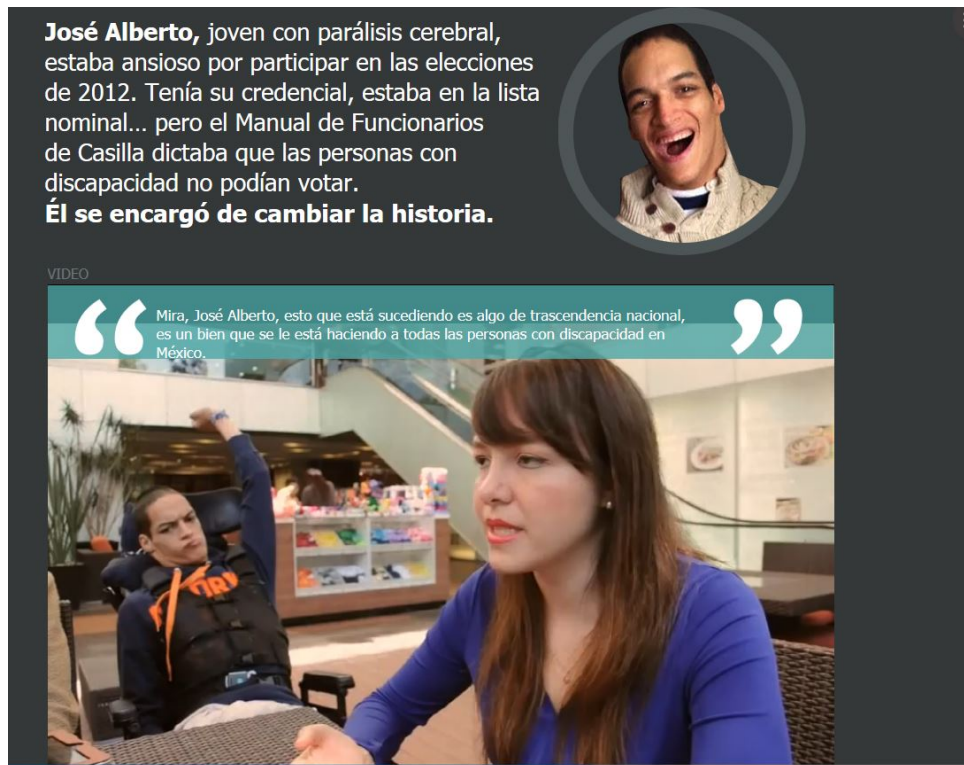 José Alberto, joven con parálisis cerebral,
estaba ansioso por participar en las elecciones
de 2012. Tenía su credencial, estaba en la lista
nominal... pero el Manual de Funcionarios
de Casilla dictaba que las personas con
discapacidad no podían votar.
Él se encargó de cambiar la historia.
VIDEO
“ Mira, José Alberto, esto que está sucediendo es algo de trascendencia nacional, ”
es un bien que se le está haciendo a todas las personas con discapacidad en
México.